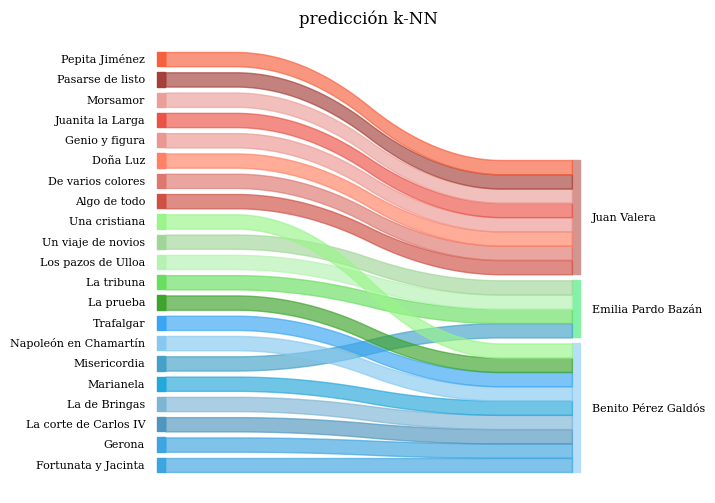 predicción k-NN
Pepita Jiménez
Pasarse de listo
Morsamor
Juanita la Larga
Genio y figura
Doña Luz
De varios colores
Algo de todo
Una cristiana
Un viaje de novios
Los pazos de Ulloa
La tribuna
La prueba
Trafalgar
Napoleón en Chamartín
Misericordia
Marianela
La de Bringas
La corte de Carlos IV
Gerona
Fortunata y Jacinta
Juan Valera
Emilia Pardo Bazán
Benito Pérez Galdós